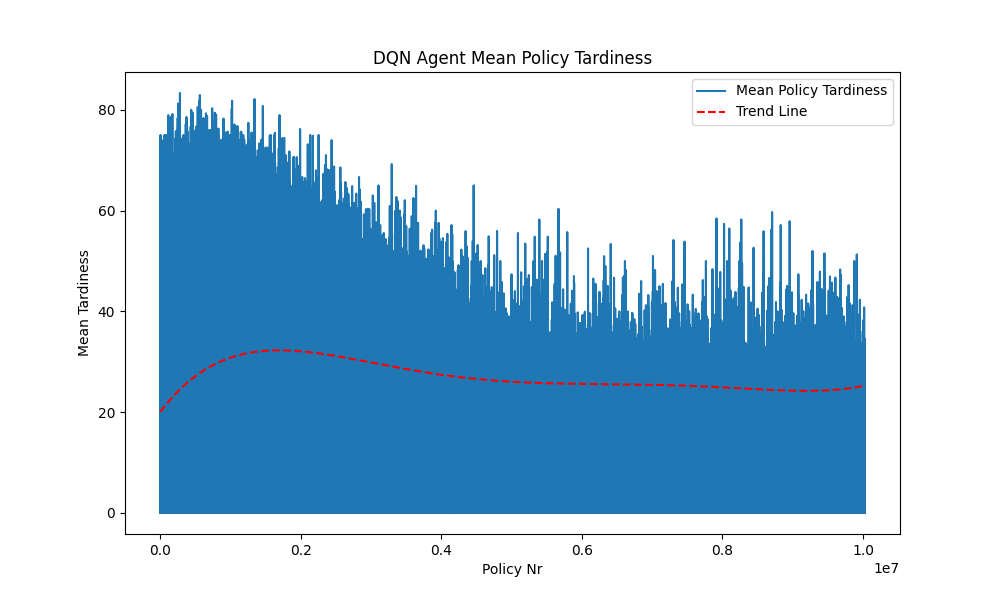 DQN Agent Mean Policy Tardiness
Mean Policy Tardiness
Trend Line
Mean Tardiness
80
60
40
20
0
0.0 0.2 0.4 0.6 0.8 1.0
1e7
Policy Nr